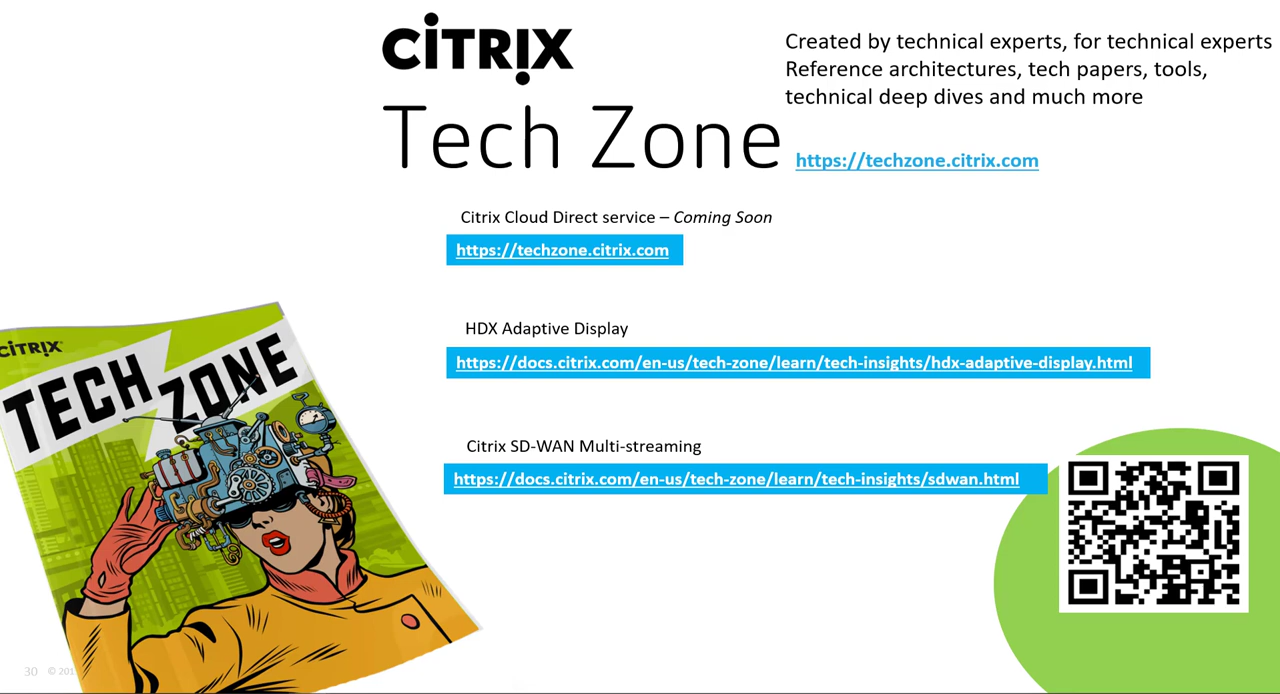 CiTRIX
Tech Zone
Created by technical experts, for technical experts
Reference architectures, tech papers, tools,
technical deep dives and much more
https://techzone.citrix.com
Citrix Cloud Direct service – Coming Soon
https://techzone.citrix.com
HDX Adaptive Display
https://docs.citrix.com/en-us/tech-zone/learn/tech-insights/hdx-adaptive-display.html
Citrix SD-WAN Multi-streaming
https://docs.citrix.com/en-us/tech-zone/learn/tech-insights/sdwan.html
CiTRIX
TECH ZONE
30 © 201